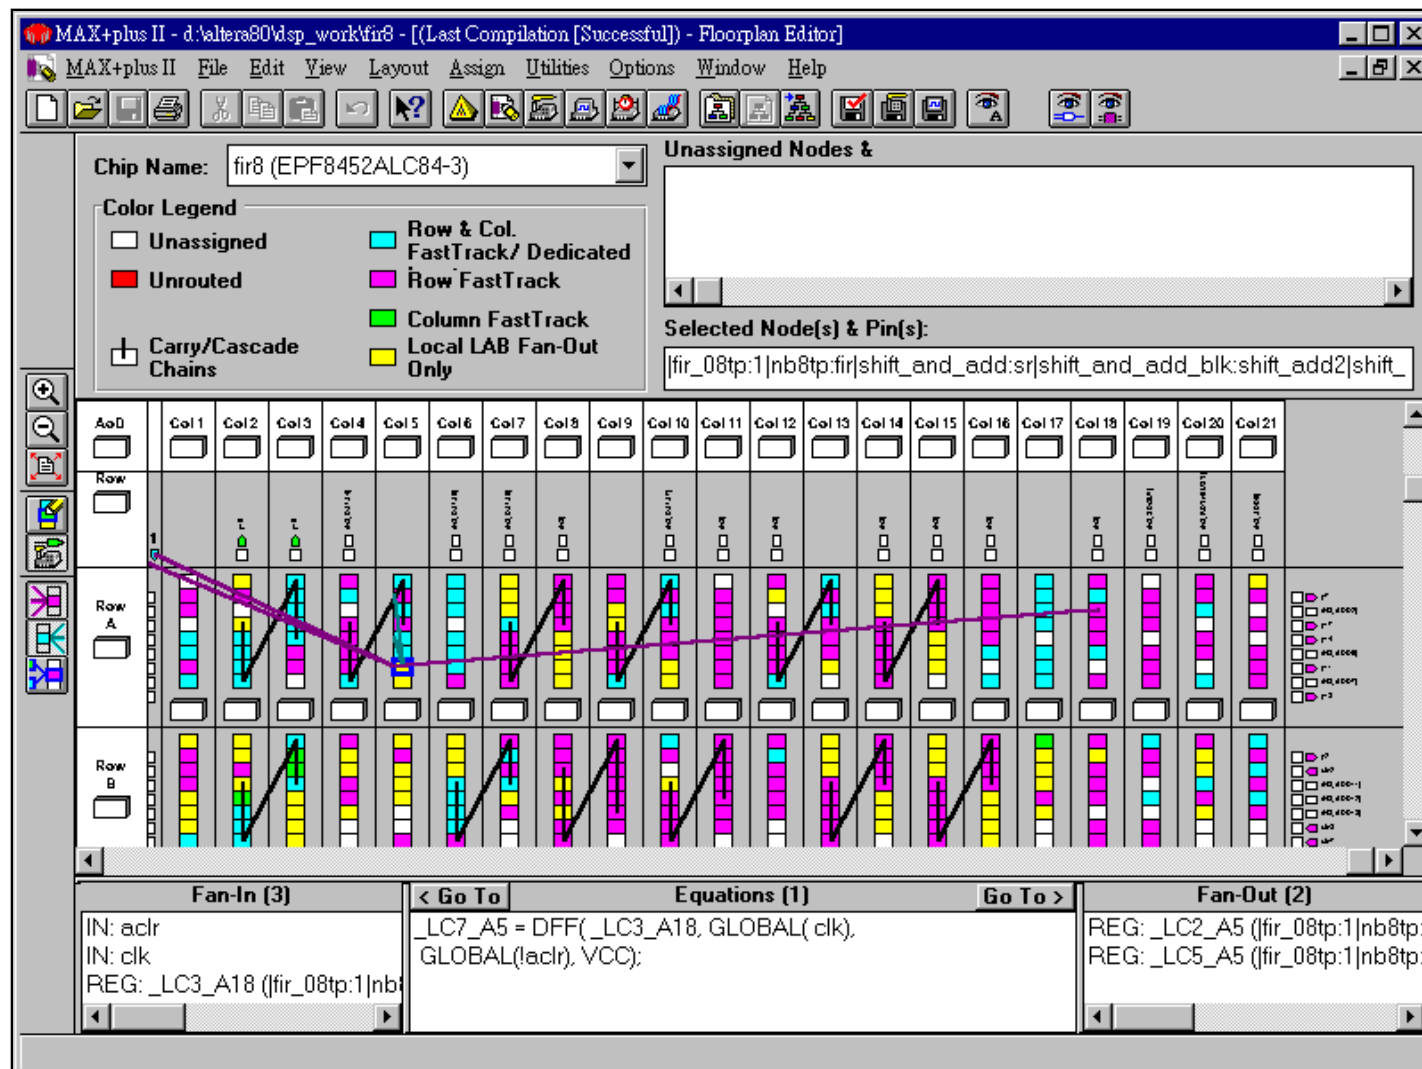 MAX+plus II - d:\altera80\dsp_work\fir8 - [(Last Compilation [Successful]) - Floorplan Editor]
MAX+plus II File Edit View Layout Assign Utilities Options Window Help
Chip Name: fir8 (EPF8452ALC84-3)
Unassigned Nodes &
Color Legend
Unassigned
Row & Col.
FastTrack/ Dedicated
Unrouted
Row FastTrack
Column FastTrack
Carry/Cascade
Chains
Local LAB Fan-Out
Only
Selected Node(s) & Pin(s):
|fir_08tp:1|nb8tp:fir|shift_and_add:sr|shift_and_add_blk:shift_add2|shift_
Col 1 Col 2 Col 3 Col 4 Col 5 Col 6 Col 7 Col 8 Col 9 Col 10 Col 11 Col 12 Col 13 Col 14 Col 15 Col 16 Col 17 Col 18 Col 19 Col 20 Col 21
Row
1
Row
A
Row
B
Fan-In (3)
< Go To
Equations (1)
Go To >
Fan-Out (2)
IN: aclr
IN: clk
REG: _LC3_A18 (|fir_08tp:1|nb
_LC7_A5 = DFF( _LC3_A18, GLOBAL( clk),
GLOBAL(!aclr), VCC);
REG: _LC2_A5 (|fir_08tp:1|nb8tp:
REG: _LC5_A5 (|fir_08tp:1|nb8tp: